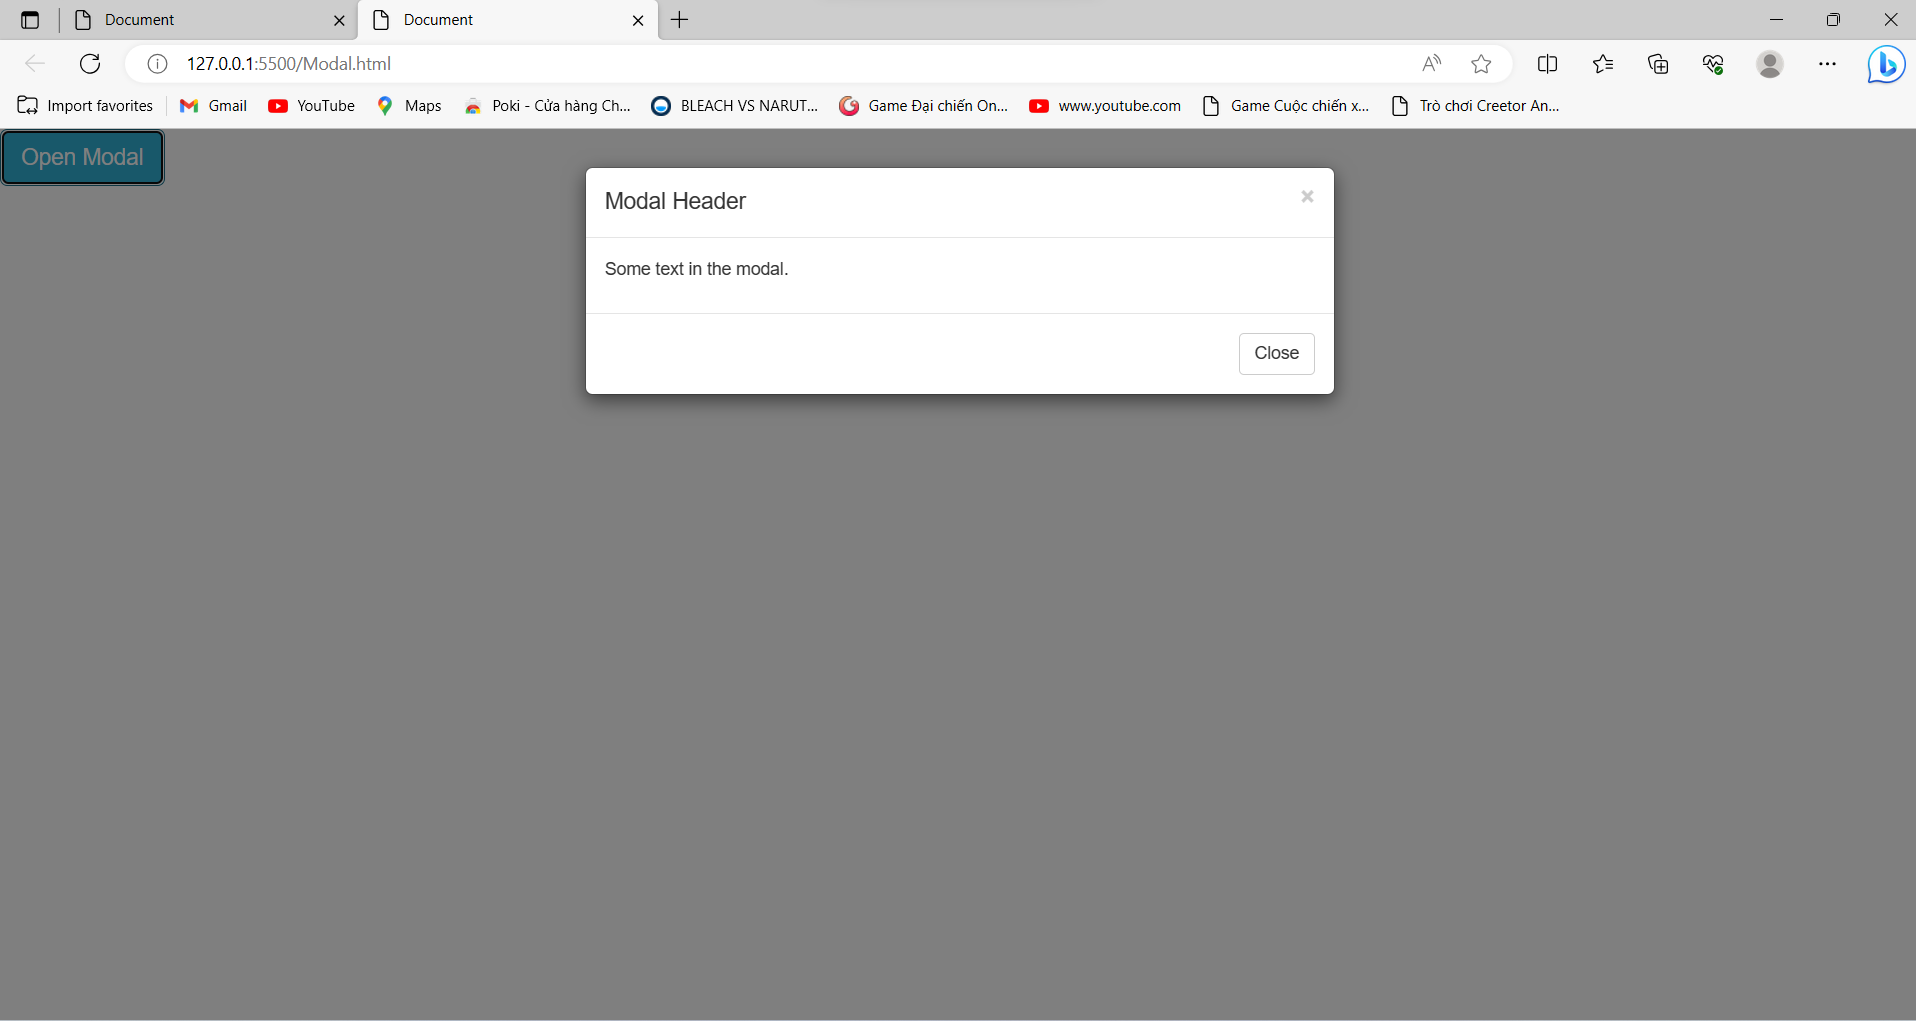 Document
Document
127.0.0.1:5500/Modal.html
Import favorites
Gmail
YouTube
Maps
Poki - Cửa hàng Ch...
BLEACH VS NARUT...
Game Đại chiến On...
www.youtube.com
Game Cuộc chiến x...
Trò chơi Creetor An...
Open Modal
Modal Header
×
Some text in the modal.
Close